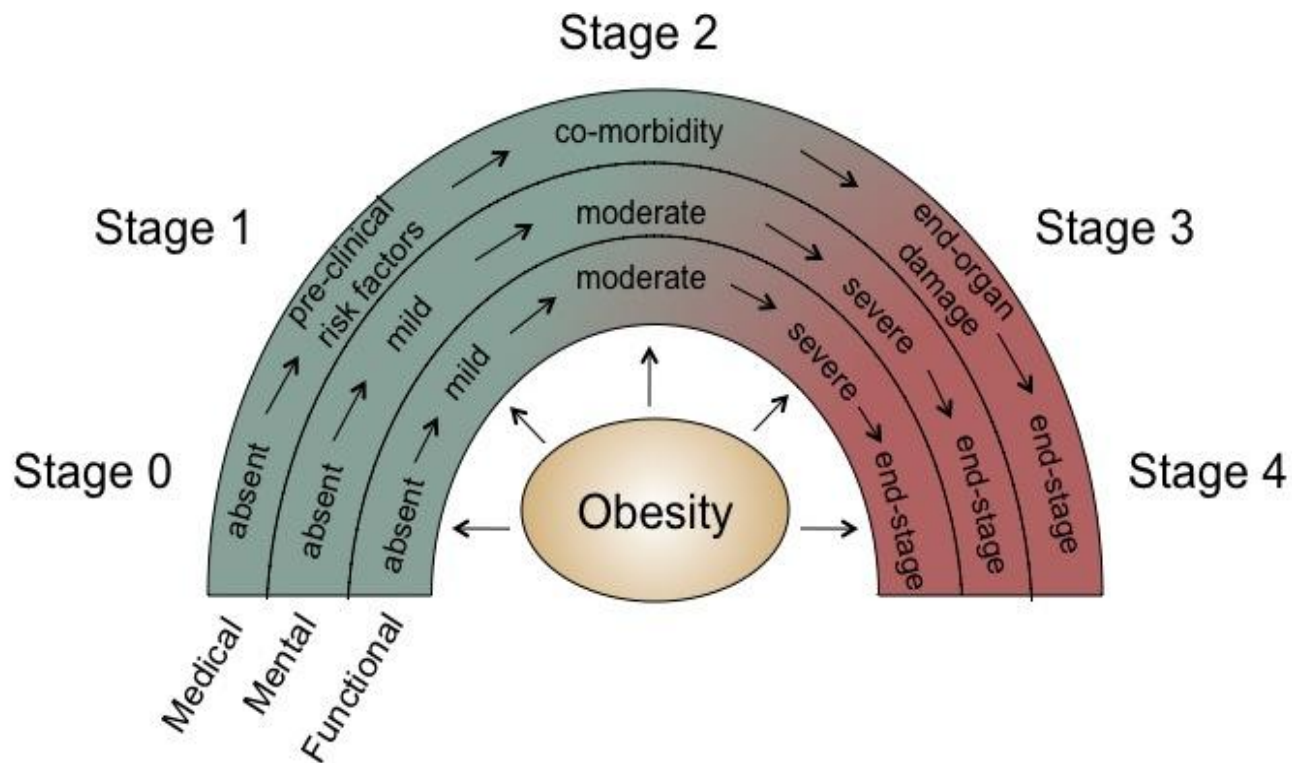 Stage 0
Stage 1
Stage 2
Stage 3
Stage 4
absent
pre-clinical
risk factors
co-morbidity
end-organ
damage
end-stage
absent
mild
moderate
severe
end-stage
absent
mild
moderate
severe
end-stage
Obesity
Medical
Mental
Functional